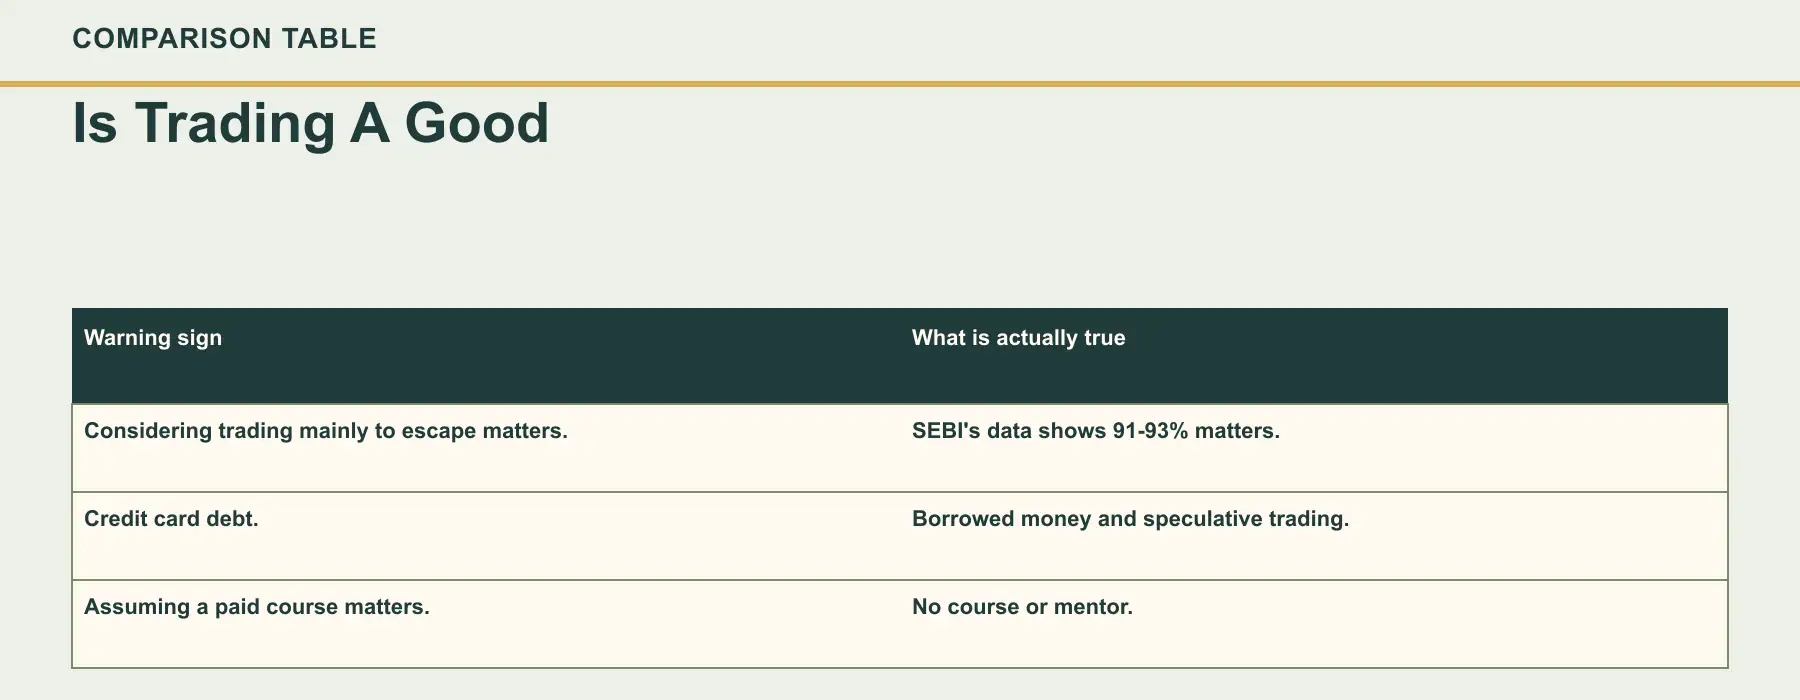 COMPARISON TABLE
Is Trading A Good
Warning sign What is actually true
Considering trading mainly to escape matters. SEBI's data shows 91-93% matters.
Credit card debt. Borrowed money and speculative trading.
Assuming a paid course matters. No course or mentor.